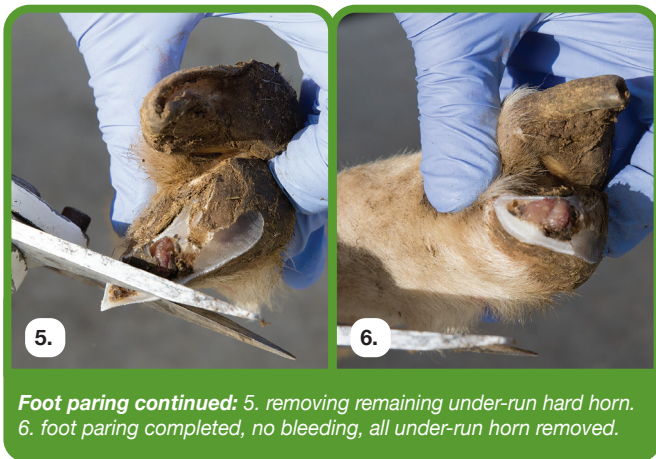 5.
6.
Foot paring continued: 5. removing remaining under-run hard horn.
6. foot paring completed, no bleeding, all under-run horn removed.